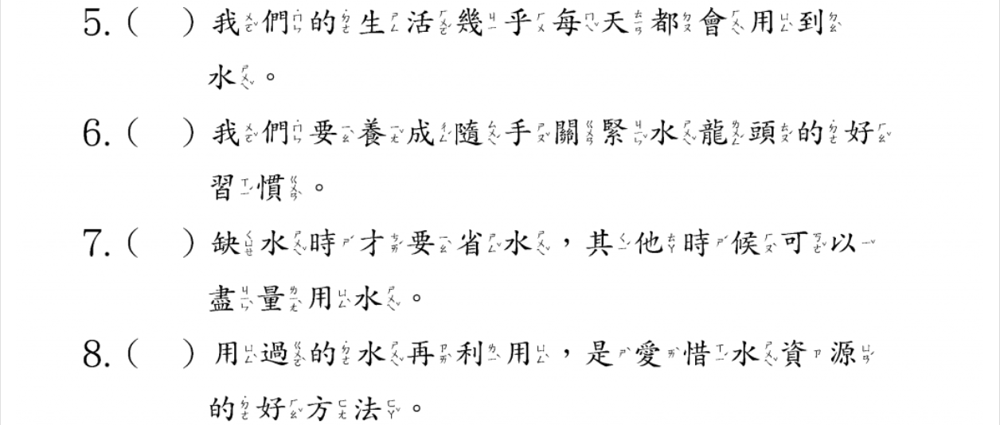 5.（　）我們的生活幾乎每天都會用到
水。
6.（　）我們要養成隨手關緊水龍頭的好
習慣。
7.（　）缺水時才要省水，其他時候可以
盡量用水。
8.（　）用過的水再利用，是愛惜水資源
的好方法。